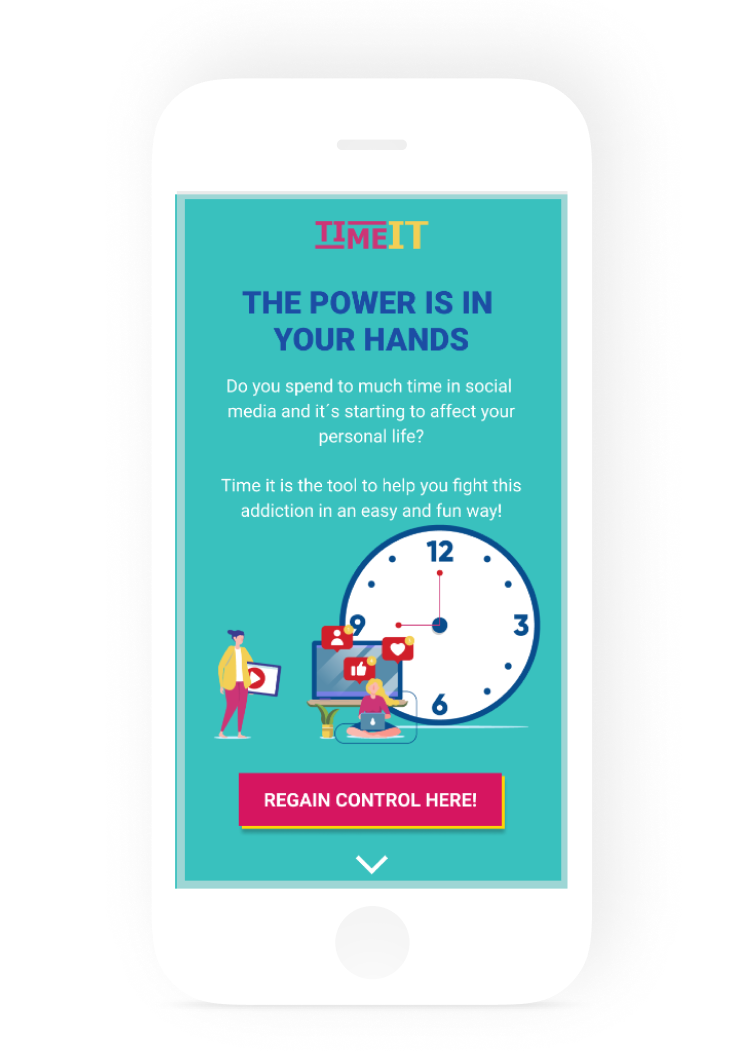 TIMEIT
THE POWER IS IN
YOUR HANDS
Do you spend to much time in social
media and it´s starting to affect your
personal life?
Time it is the tool to help you fight this
addiction in an easy and fun way!
12
9
3
6
REGAIN CONTROL HERE!